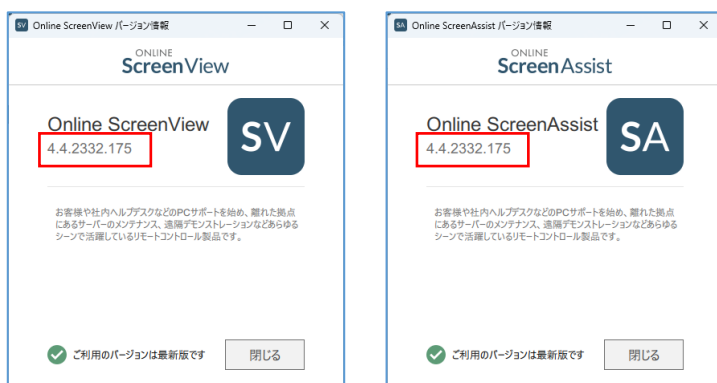 SV Online ScreenView バージョン情報
ONLINE
ScreenView
Online ScreenView
4.4.2332.175
SV
お客様や社内ヘルプデスクなどのPCサポートを始め、離れた拠点
にあるサーバーのメンテナンス、遠隔デモンストレーションなどあらゆる
シーンで活躍しているリモートコントロール製品です。
ご利用のバージョンは最新版です
閉じる
SA Online ScreenAssist バージョン情報
ONLINE
ScreenAssist
Online ScreenAssist
4.4.2332.175
SA
お客様や社内ヘルプデスクなどのPCサポートを始め、離れた拠点
にあるサーバーのメンテナンス、遠隔デモンストレーションなどあらゆる
シーンで活躍しているリモートコントロール製品です。
ご利用のバージョンは最新版です
閉じる